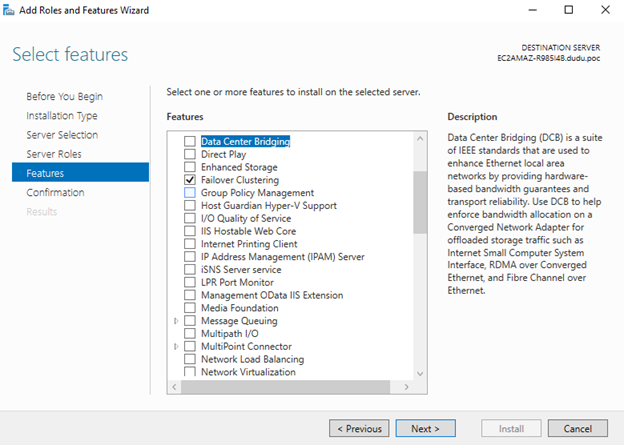 Add Roles and Features Wizard
Select features
DESTINATION SERVER
EC2AMAZ-R985I48.dudu.poc
Before You Begin
Installation Type
Server Selection
Server Roles
Features
Confirmation
Results
Select one or more features to install on the selected server.
Features
Data Center Bridging
Direct Play
Enhanced Storage
Failover Clustering
Group Policy Management
Host Guardian Hyper-V Support
I/O Quality of Service
IIS Hostable Web Core
Internet Printing Client
IP Address Management (IPAM) Server
iSNS Server service
LPR Port Monitor
Management OData IIS Extension
Media Foundation
Message Queuing
Multipath I/O
MultiPoint Connector
Network Load Balancing
Network Virtualization
Description
Data Center Bridging (DCB) is a suite
of IEEE standards that are used to
enhance Ethernet local area
networks by providing hardware-
based bandwidth guarantees and
transport reliability. Use DCB to help
enforce bandwidth allocation on a
Converged Network Adapter for
offloaded storage traffic such as
Internet Small Computer System
Interface, RDMA over Converged
Ethernet, and Fibre Channel over
Ethernet.
< Previous
Next >
Install
Cancel